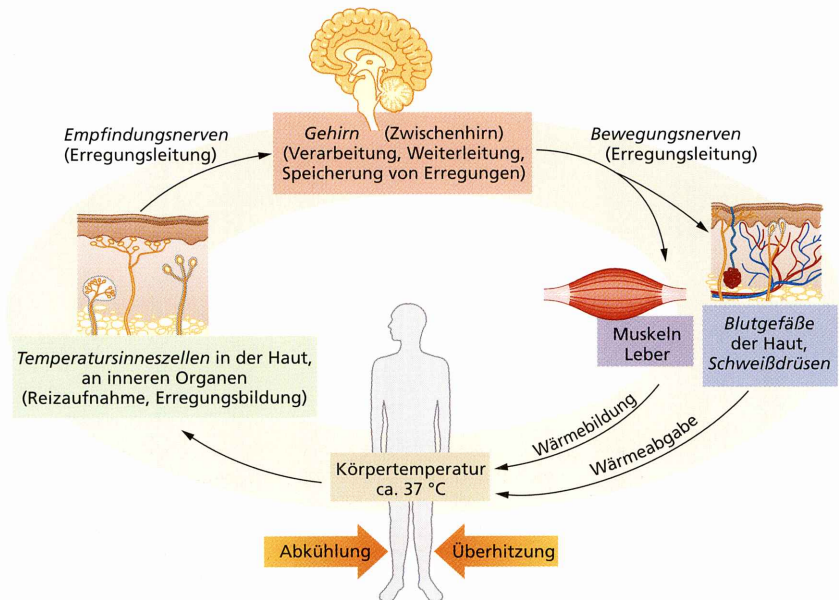 Empfindungsnerven
(Erregungsleitung)
Gehirn (Zwischenhirn)
(Verarbeitung, Weiterleitung,
Speicherung von Erregungen)
Bewegungsnerven
(Erregungsleitung)
Temperatursinneszellen in der Haut,
an inneren Organen
(Reizaufnahme, Erregungsbildung)
Muskeln
Leber
Blutgefäße
der Haut,
Schweißdrüsen
Wärmebildung
Wärmeabgabe
Körpertemperatur
ca. 37 °C
Abkühlung
Überhitzung